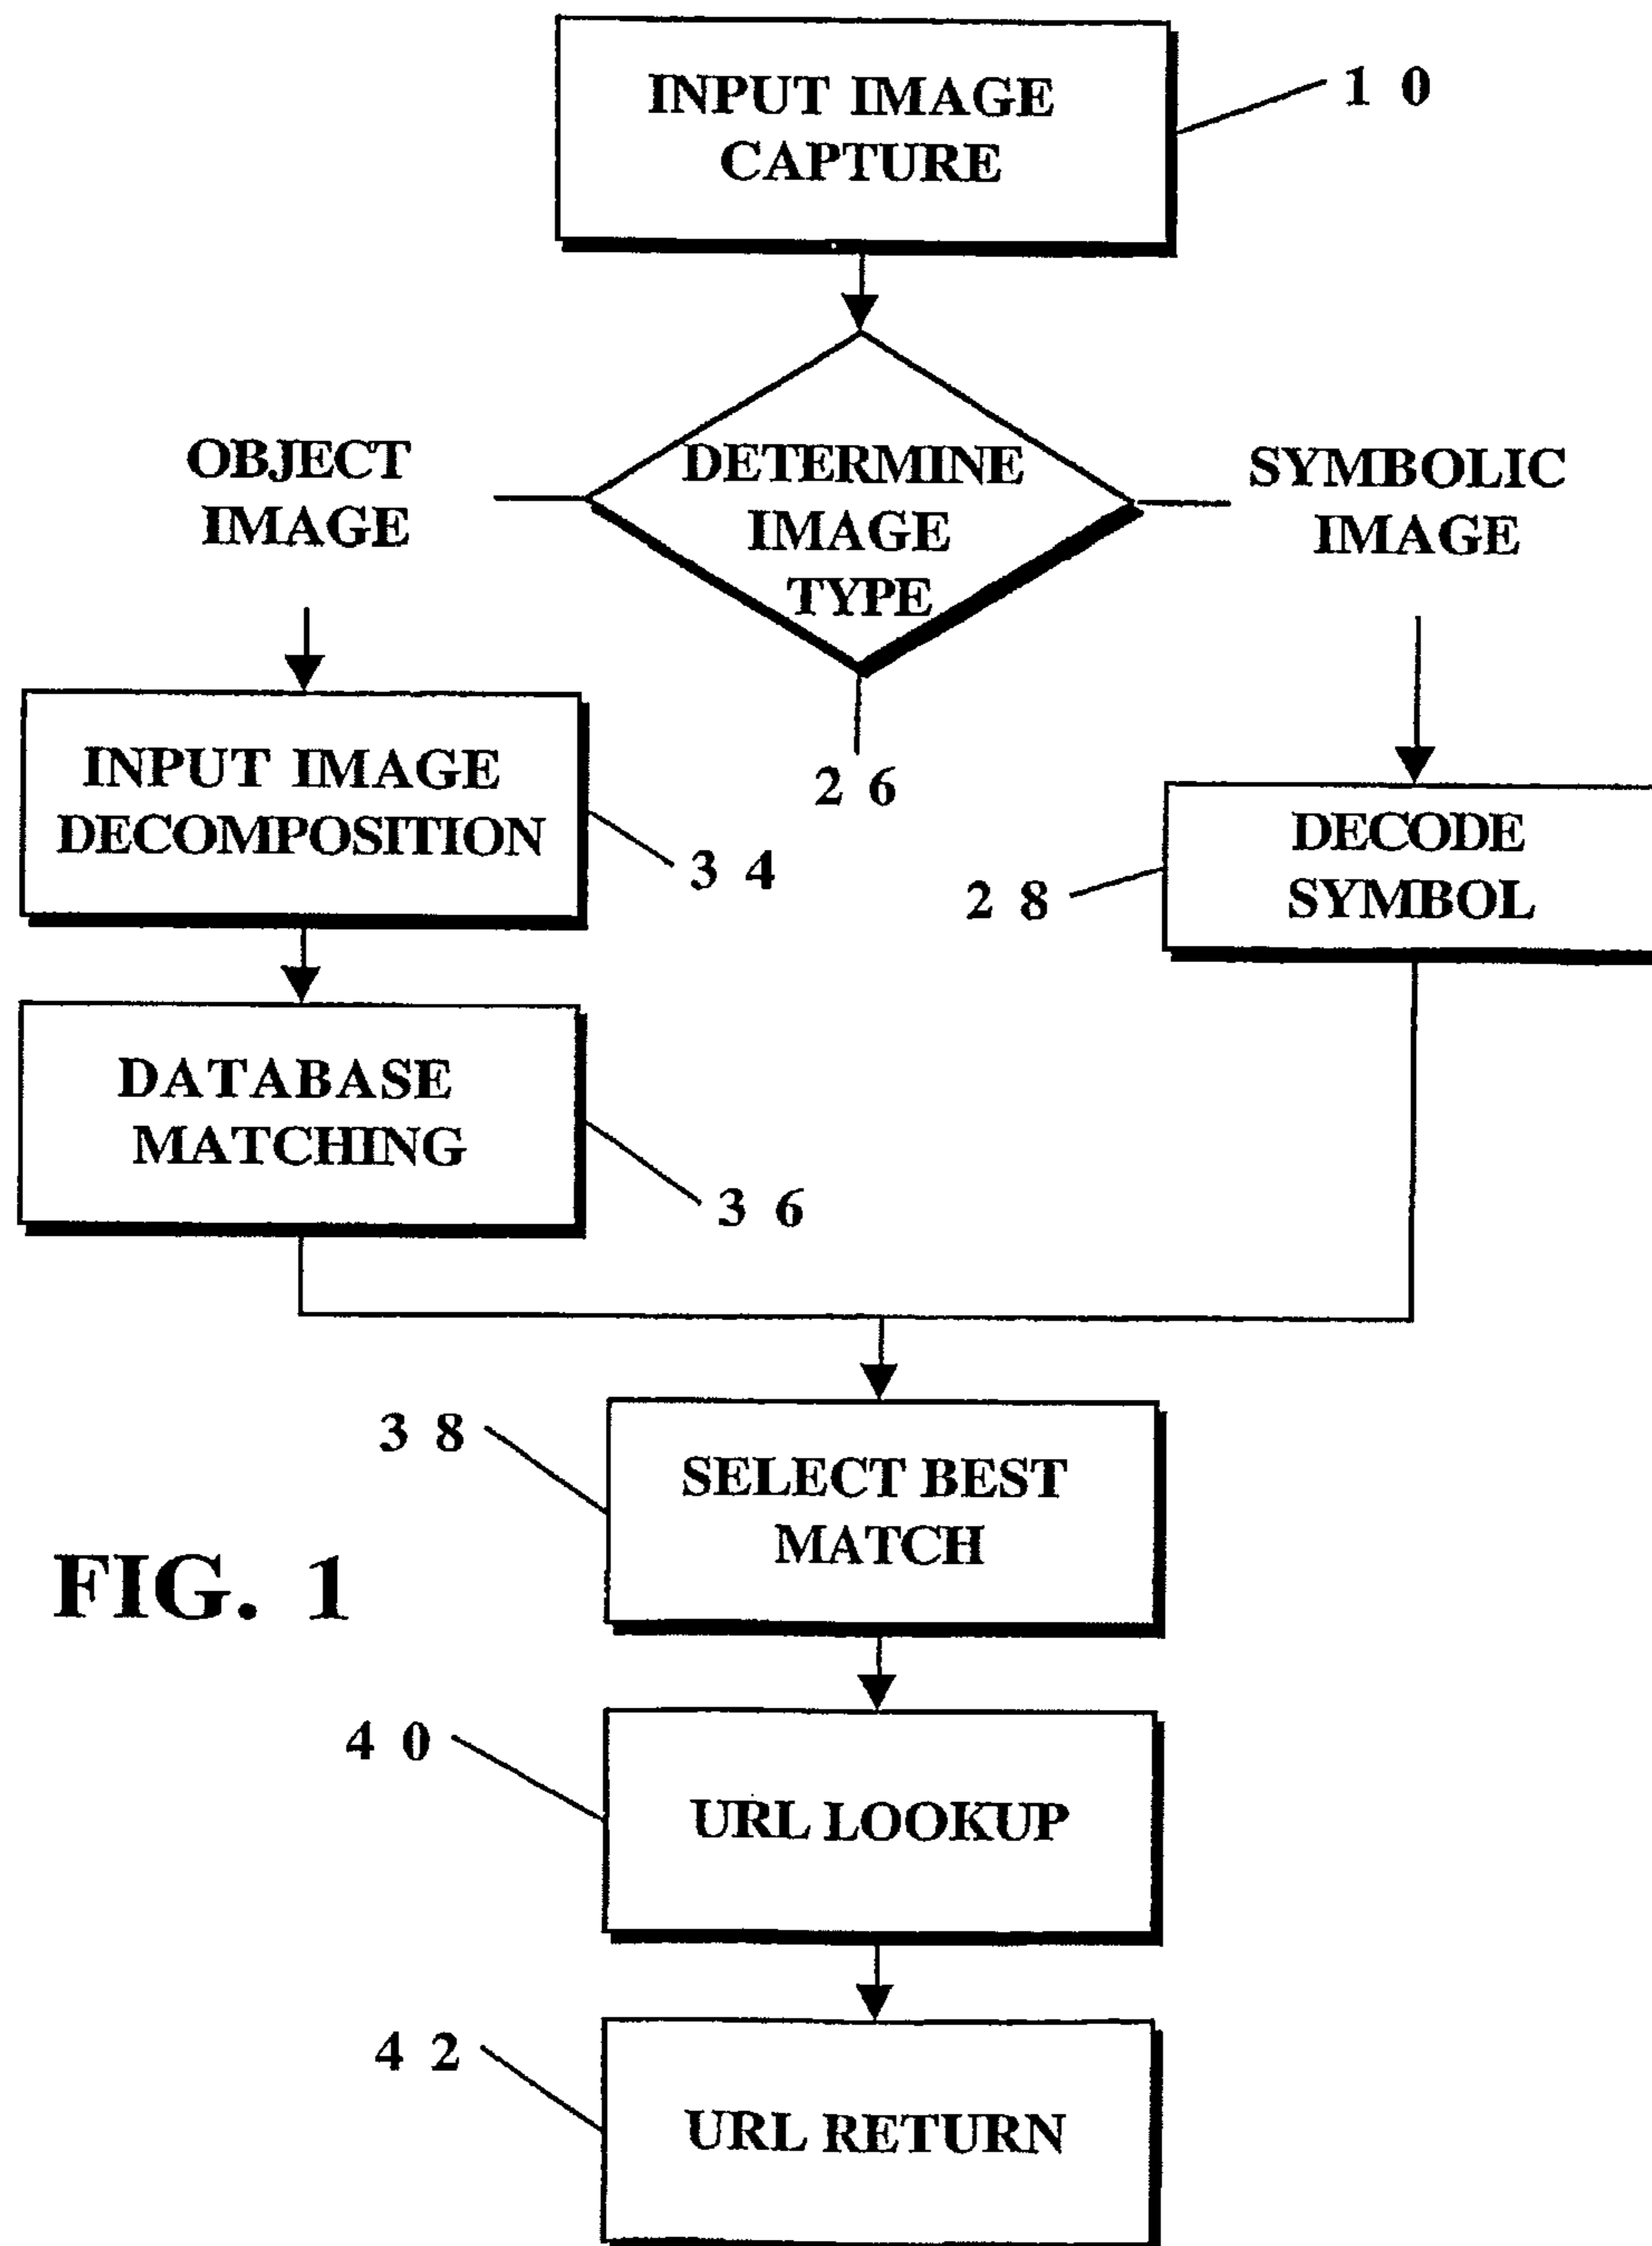 INPUT IMAGE
CAPTURE
1 0
OBJECT
IMAGE
DETERMINE
IMAGE
TYPE
SYMBOLIC
IMAGE
2 6
INPUT IMAGE
DECOMPOSITION
3 4
2 8
DECODE
SYMBOL
DATABASE
MATCHING
3 6
3 8
SELECT BEST
MATCH
FIG. 1
4 0
URL LOOKUP
4 2
URL RETURN